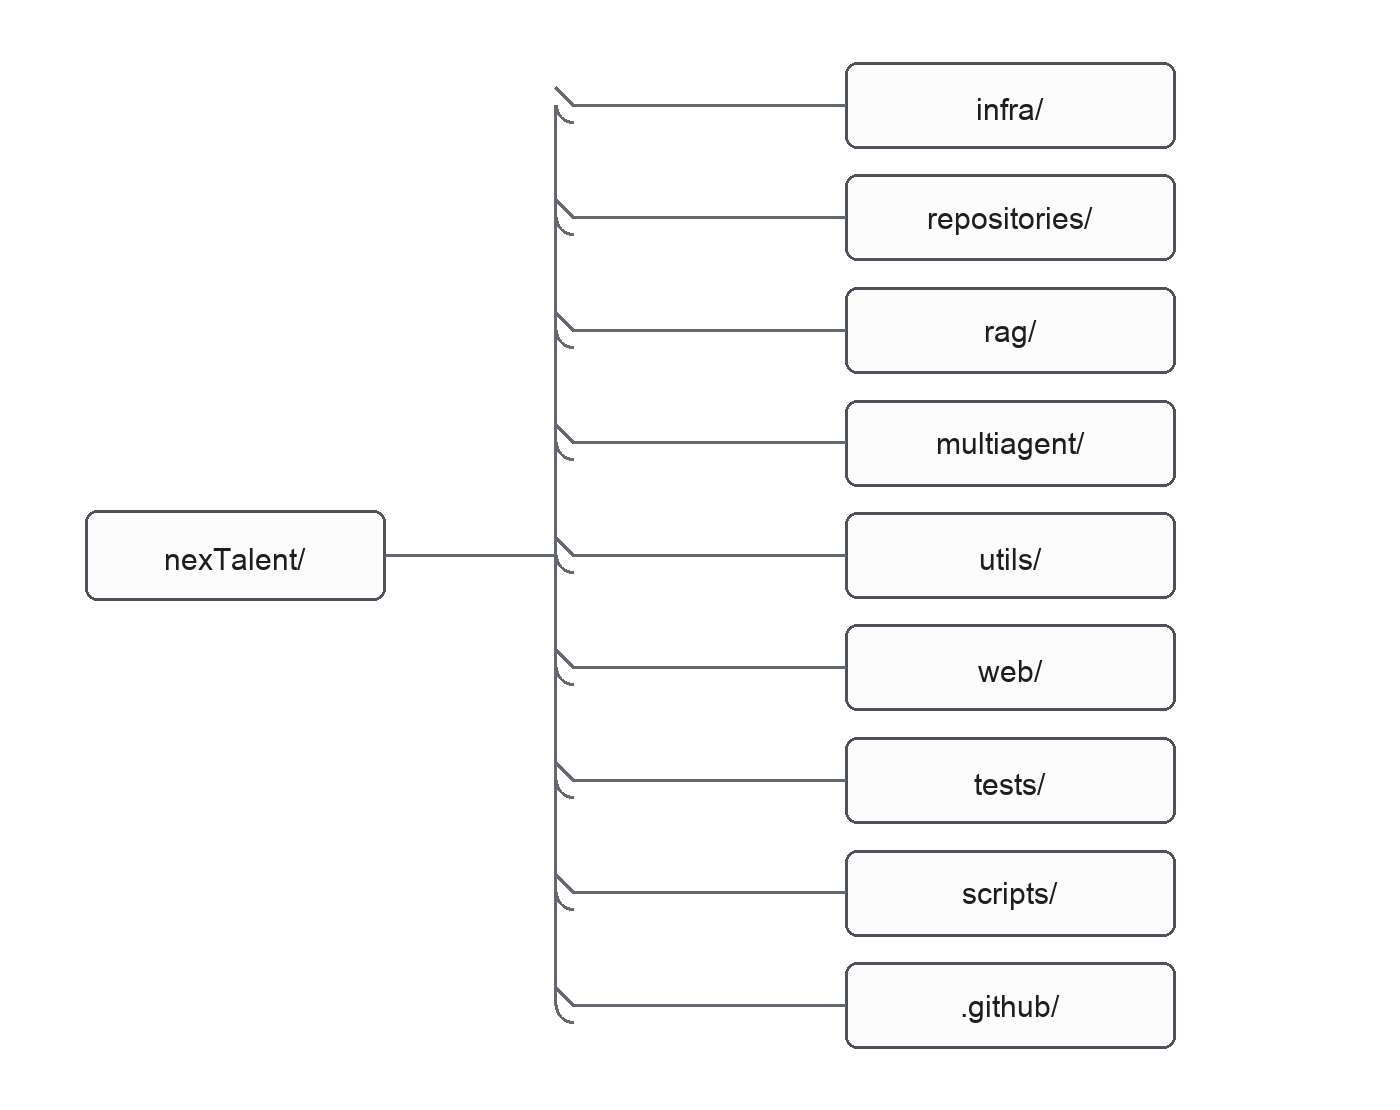 nexTalent/
infra/
repositories/
rag/
multiagent/
utils/
web/
tests/
scripts/
.github/